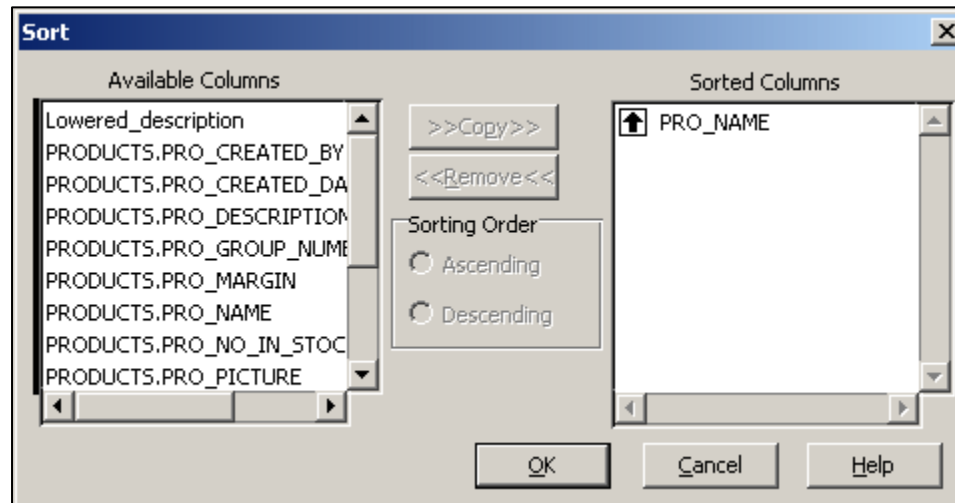 Sort
Available Columns
Lowered_description
PRODUCTS.PRO_CREATED_BY
PRODUCTS.PRO_CREATED_DA
PRODUCTS.PRO_DESCRIPTION
PRODUCTS.PRO_GROUP_NUME
PRODUCTS.PRO_MARGIN
PRODUCTS.PRO_NAME
PRODUCTS.PRO_NO_IN_STOC
PRODUCTS.PRO_PICTURE
>>Copy>>
<<Remove<<
Sorting Order
Ascending
Descending
Sorted Columns
PRO_NAME
OK
Cancel
Help